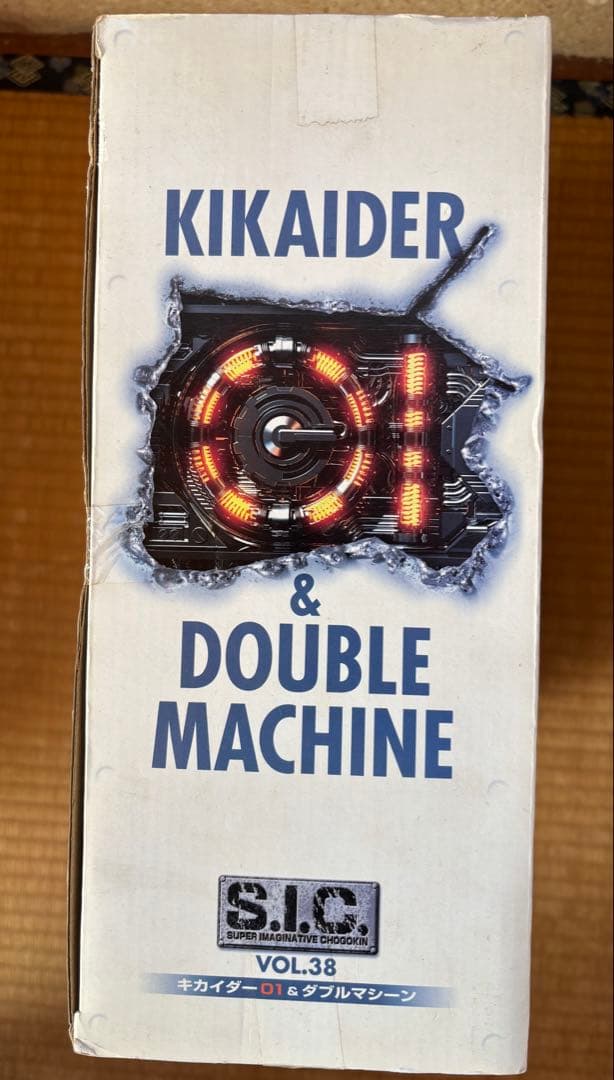 KIKAIDER
01
&
DOUBLE
MACHINE
S.I.C.
SUPER IMAGINATIVE CHOGOKIN
VOL.38
キカイダー01&ダブルマシーン